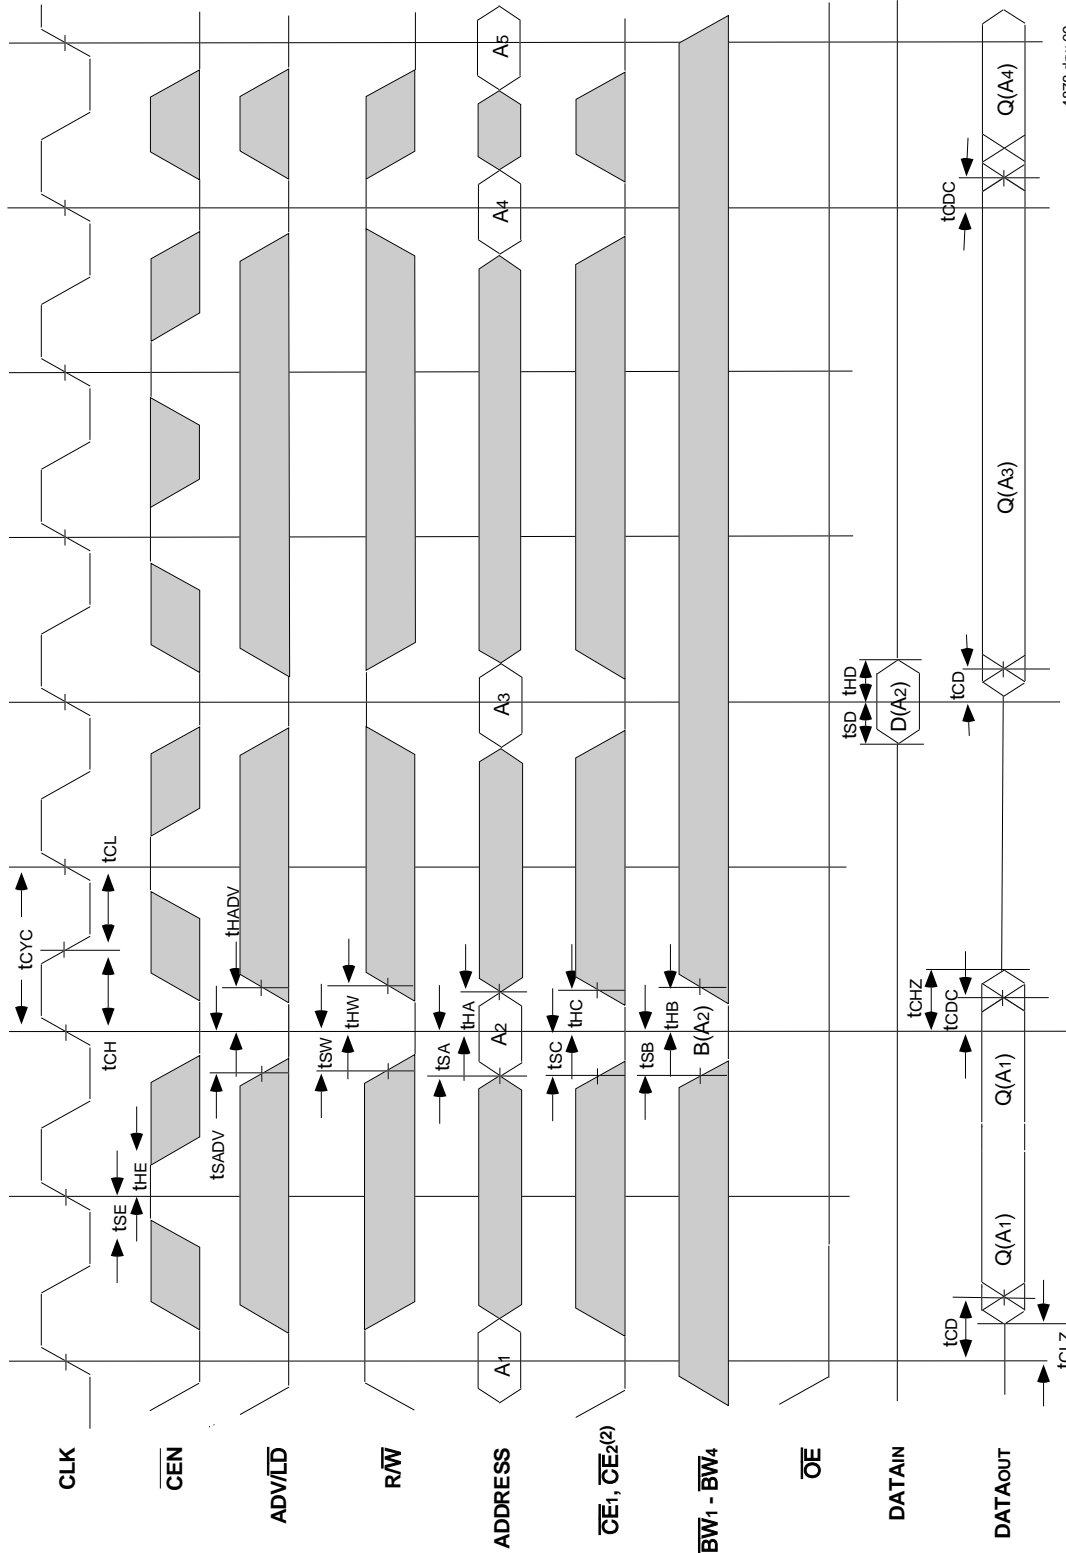 CLK
tCYC
tCH
tCL
CEN
tSE
tHE
ADV/LD
tSADV
tHADV
R/W
tSW
tHW
ADDRESS
A1
tSA
tHA
A2
A3
A4
A5
CE1, CE2(2)
tSC
tHC
BW1 - BW4
tSB
tHB
B(A2)
OE
DATAIN
tSD
tHD
D(A2)
DATAOUT
tCD
tCLZ
Q(A1)
Q(A1)
tCHZ
tCDC
tCD
Q(A3)
tCDC
Q(A4)